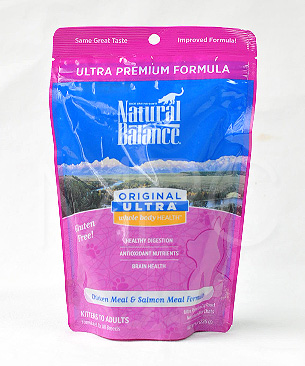 Same Great Taste
Improved Formula!
ULTRA PREMIUM FORMULA
Natural
Balance
ORIGINAL
ULTRA
whole body HEALTH
Gluten
Free!
HEALTHY DIGESTION
ANTIOXIDANT NUTRIENTS
BRAIN HEALTH
Chicken Meal & Salmon Meal Formula
KITTENS TO ADULTS